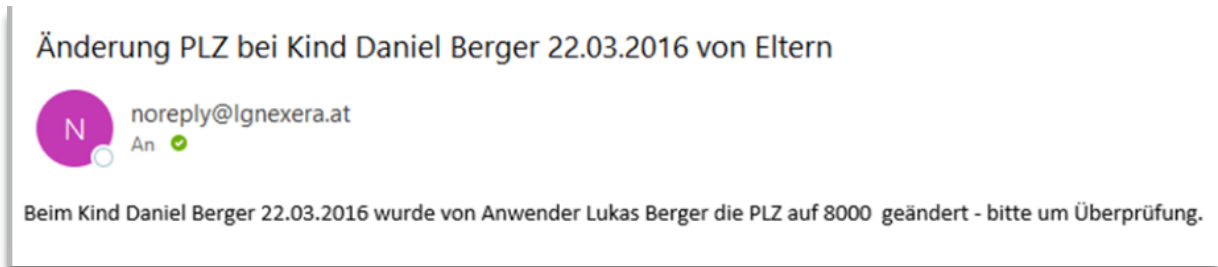 Änderung PLZ bei Kind Daniel Berger 22.03.2016 von Eltern
N
noreply@lgnexera.at
An
Beim Kind Daniel Berger 22.03.2016 wurde von Anwender Lukas Berger die PLZ auf 8000  geändert - bitte um Überprüfung.